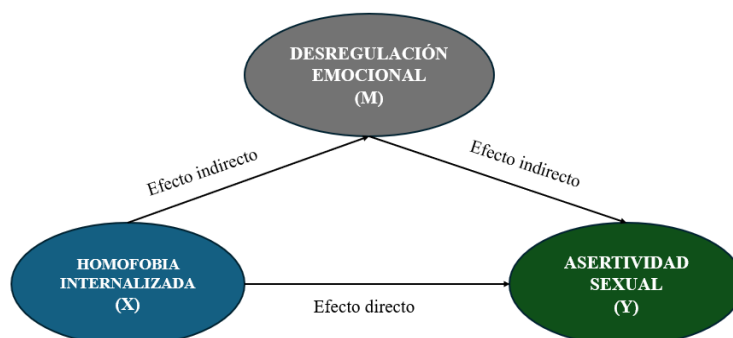 DESREGULACIÓN
EMOCIONAL
(M)
Efecto indirecto
Efecto indirecto
HOMOFOBIA
INTERNALIZADA
(X)
Efecto directo
ASERTIVIDAD
SEXUAL
(Y)